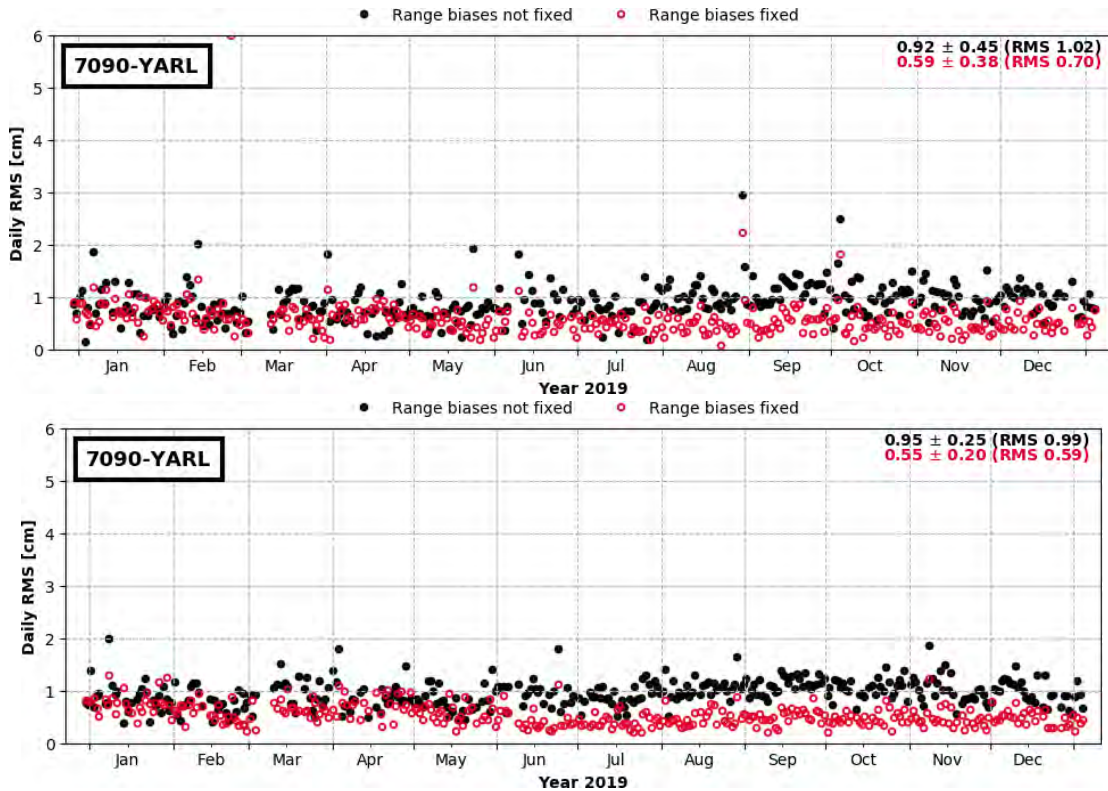 Range biases not fixed Range biases fixed
7090-YARL
0.92 ± 0.45 (RMS 1.02)
0.59 ± 0.38 (RMS 0.70)
Daily RMS [cm]
6
5
4
3
2
1
0
Jan Feb Mar Apr May Jun Jul Aug Sep Oct Nov Dec
Year 2019
Range biases not fixed Range biases fixed
7090-YARL
0.95 ± 0.25 (RMS 0.99)
0.55 ± 0.20 (RMS 0.59)
Daily RMS [cm]
6
5
4
3
2
1
0
Jan Feb Mar Apr May Jun Jul Aug Sep Oct Nov Dec
Year 2019